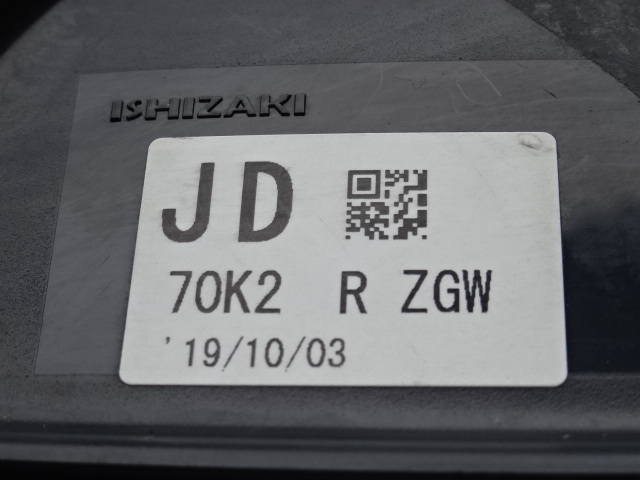 ISHIZAKI
JD
70K2 R ZGW
'19/10/03